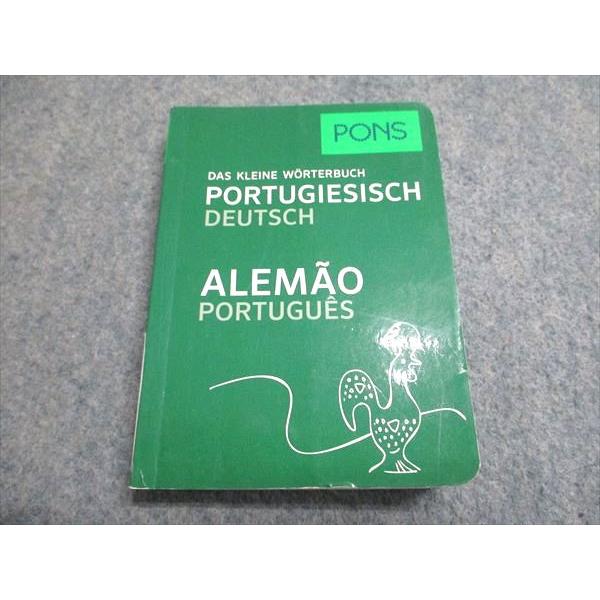 PONS
DAS KLEINE WÖRTERBUCH
PORTUGIESISCH
DEUTSCH
ALEMÃO
PORTUGUÊS